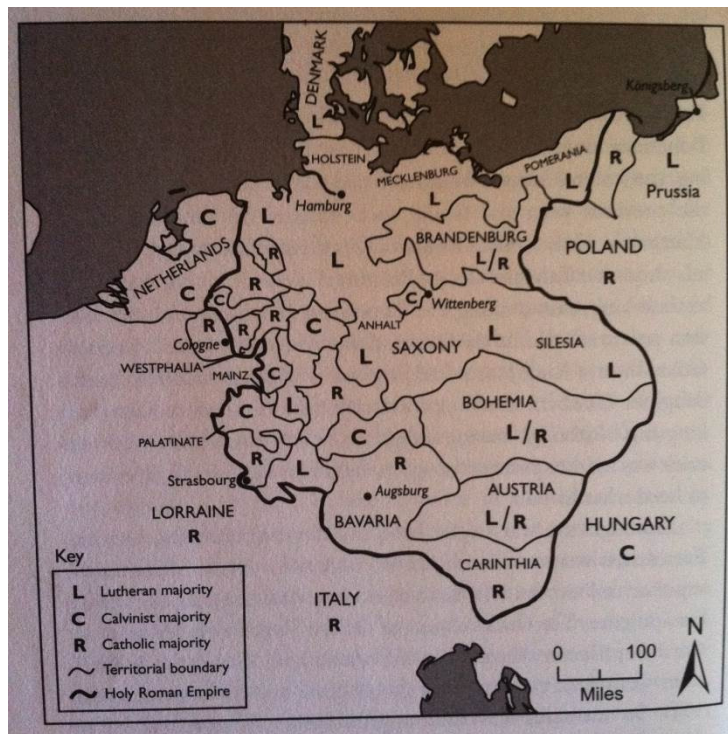 Königsberg
DENMARK
L
HOLSTEIN
MECKLENBURG
POMERANIA
R
L
Prussia
L
L
Hamburg
C
L
NETHERLANDS
R
L
BRANDENBURG
L/R
POLAND
R
C
C
R
ANHALT
C
Wittenberg
R
R
R
C
Cologne
SAXONY
L
SILESIA
L
WESTPHALIA
MAINZ
C
L
L
R
BOHEMIA
L/R
C
PALATINATE
C
R
R
L
Strasbourg
Augsburg
AUSTRIA
L/R
LORRAINE
R
BAVARIA
HUNGARY
C
CARINTHIA
R
ITALY
R
Key
L Lutheran majority
C Calvinist majority
R Catholic majority
Territorial boundary
Holy Roman Empire
0 100
Miles
N